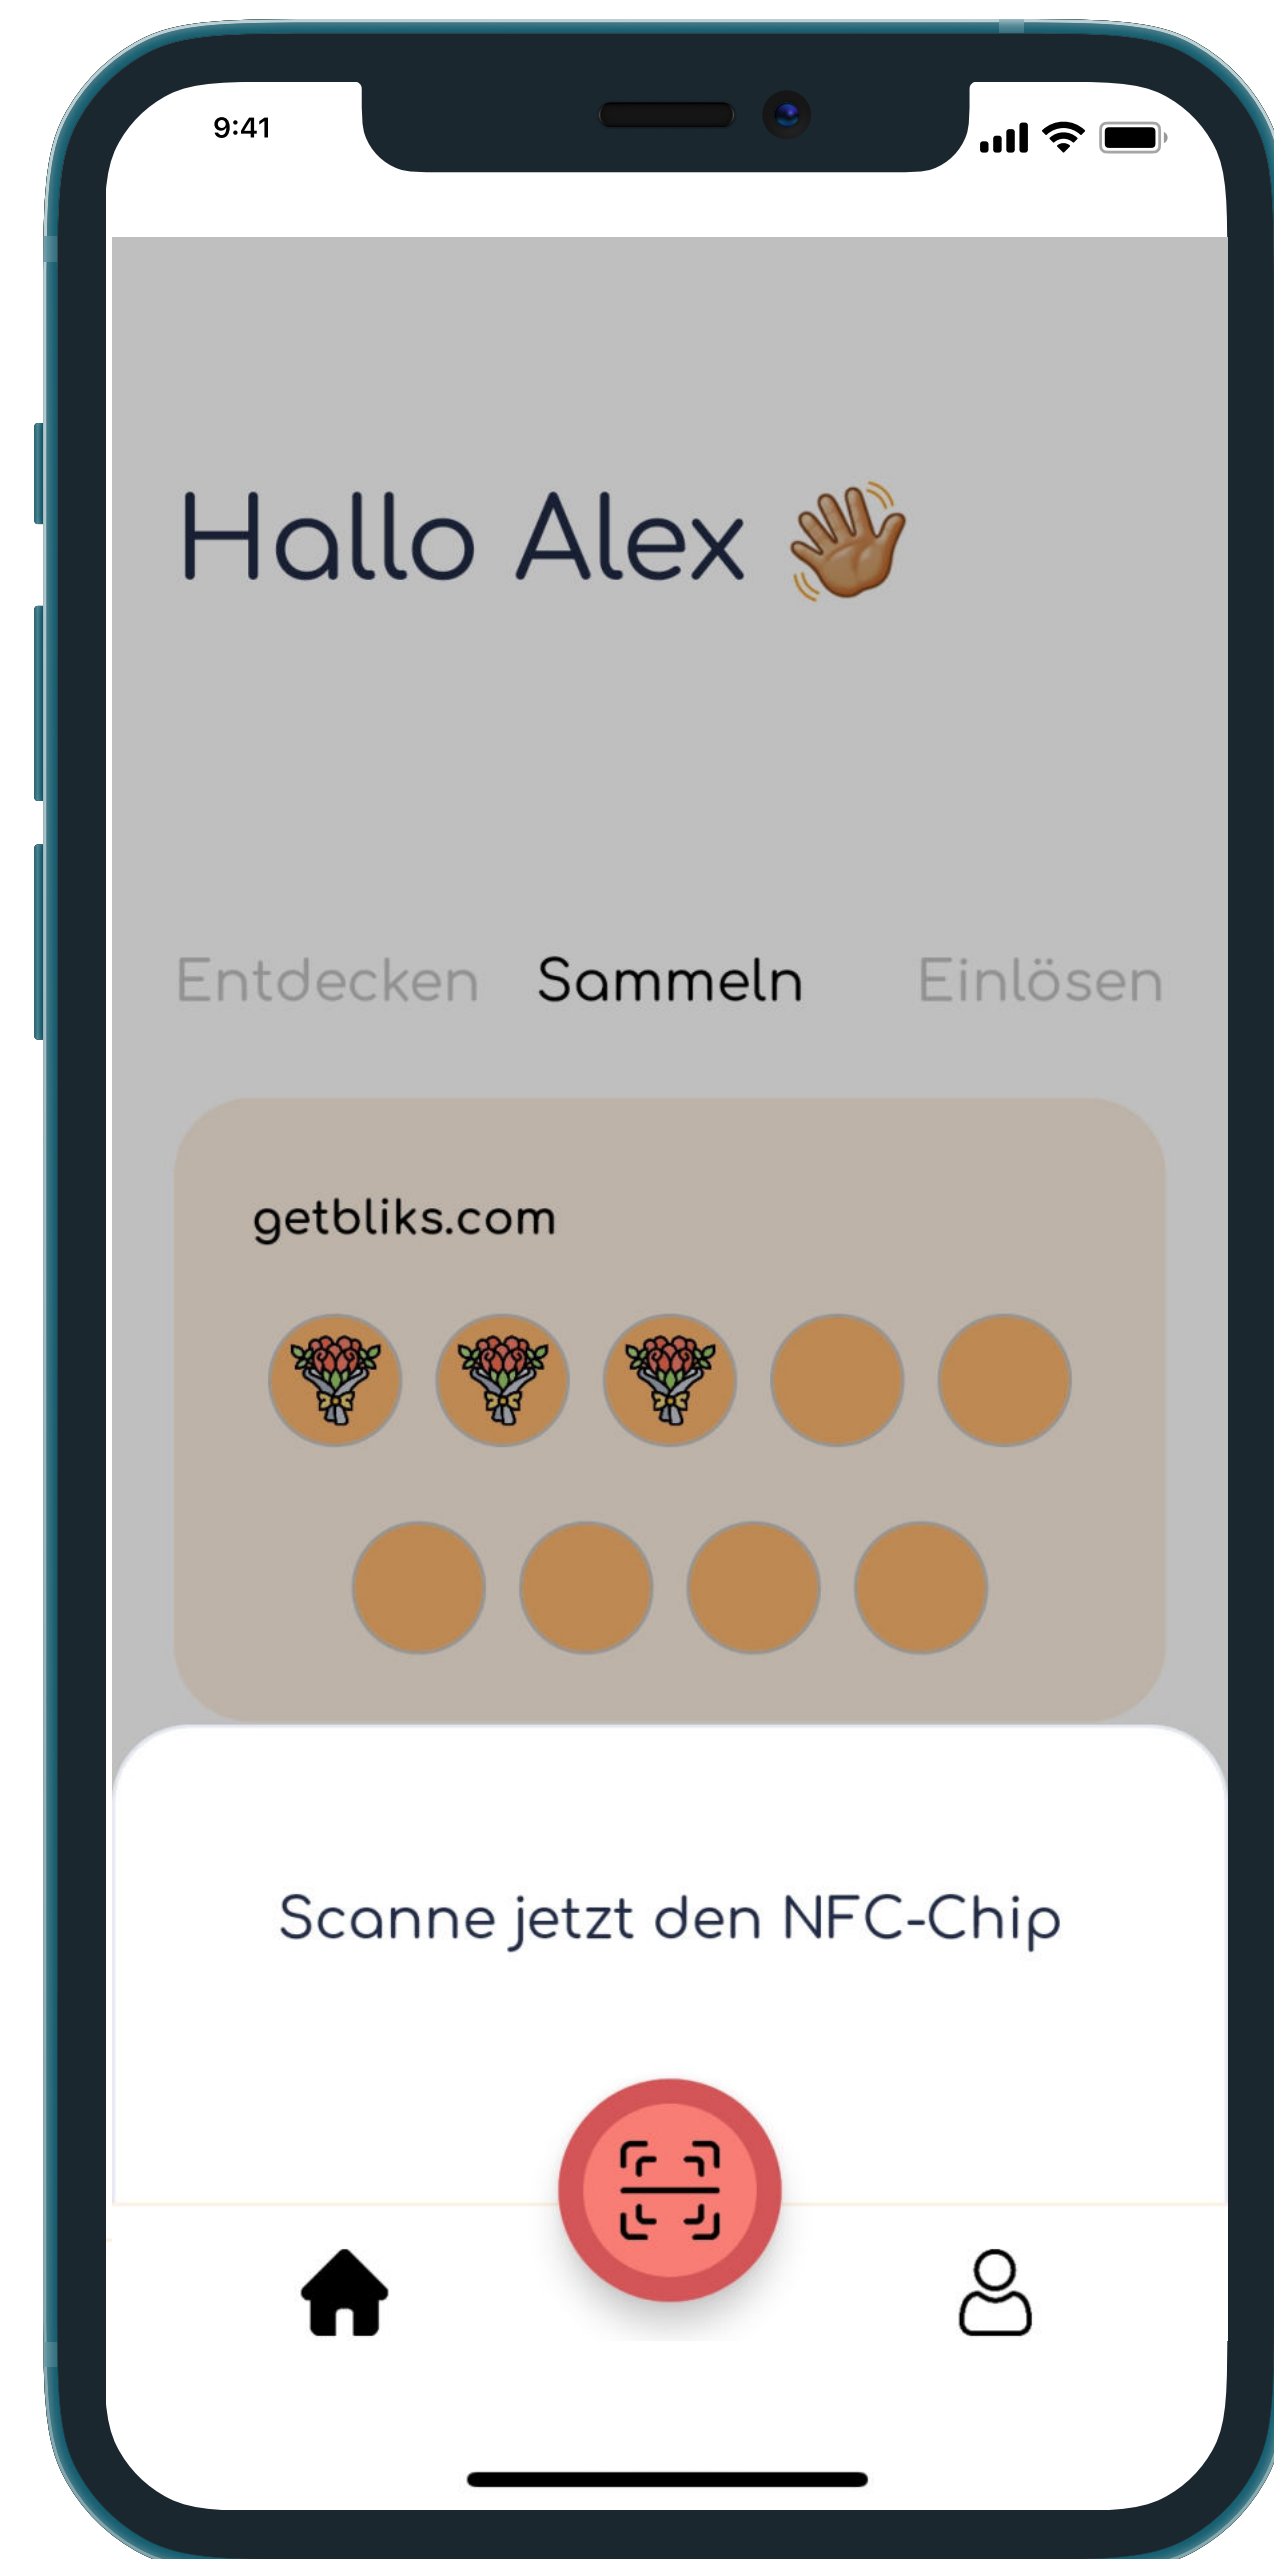 9:41
Hallo Alex 👋🏽
Entdecken Sammeln Einlösen
getbliks.com
Scanne jetzt den NFC-Chip